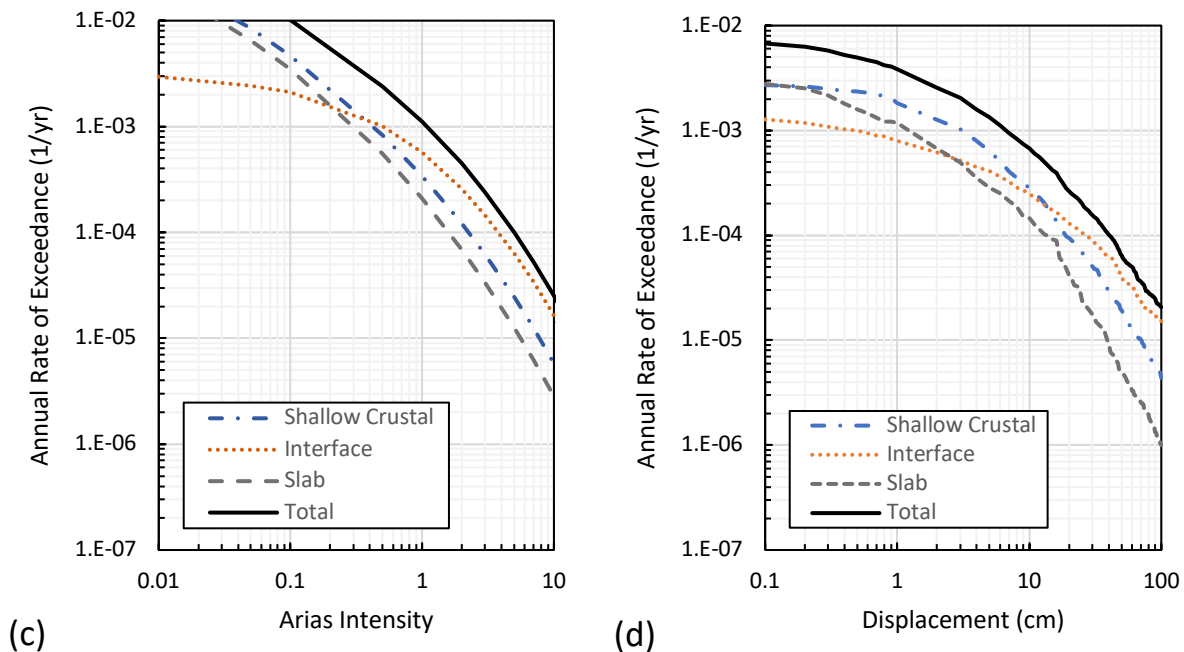 1.E-02
1.E-03
1.E-04
1.E-05
1.E-06
1.E-07
Annual Rate of Exceedance (1/yr)
Shallow Crustal
Interface
Slab
Total
0.01 0.1 1 10
Arias Intensity
(c)
1.E-02
1.E-03
1.E-04
1.E-05
1.E-06
1.E-07
Annual Rate of Exceedance (1/yr)
Shallow Crustal
Interface
Slab
Total
0.1 1 10 100
Displacement (cm)
(d)